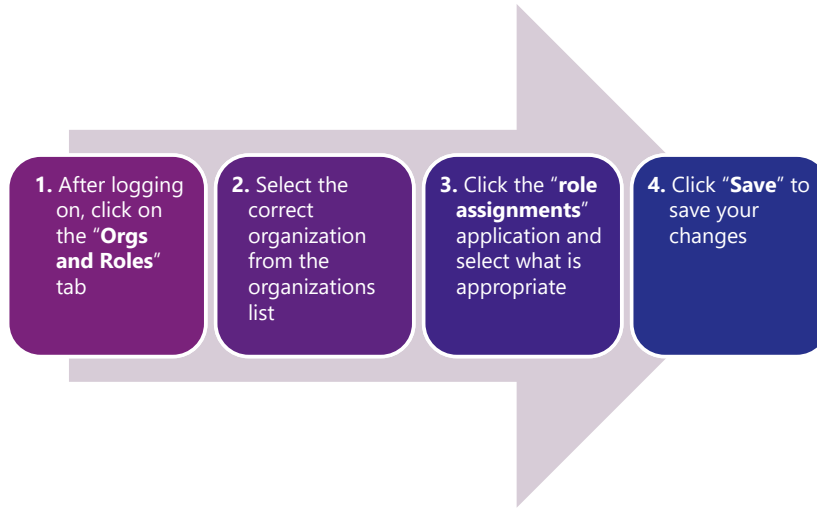 1. After logging
on, click on
the “Orgs
and Roles”
tab
2. Select the
correct
organization
from the
organizations
list
3. Click the “role
assignments”
application and
select what is
appropriate
4. Click “Save” to
save your
changes